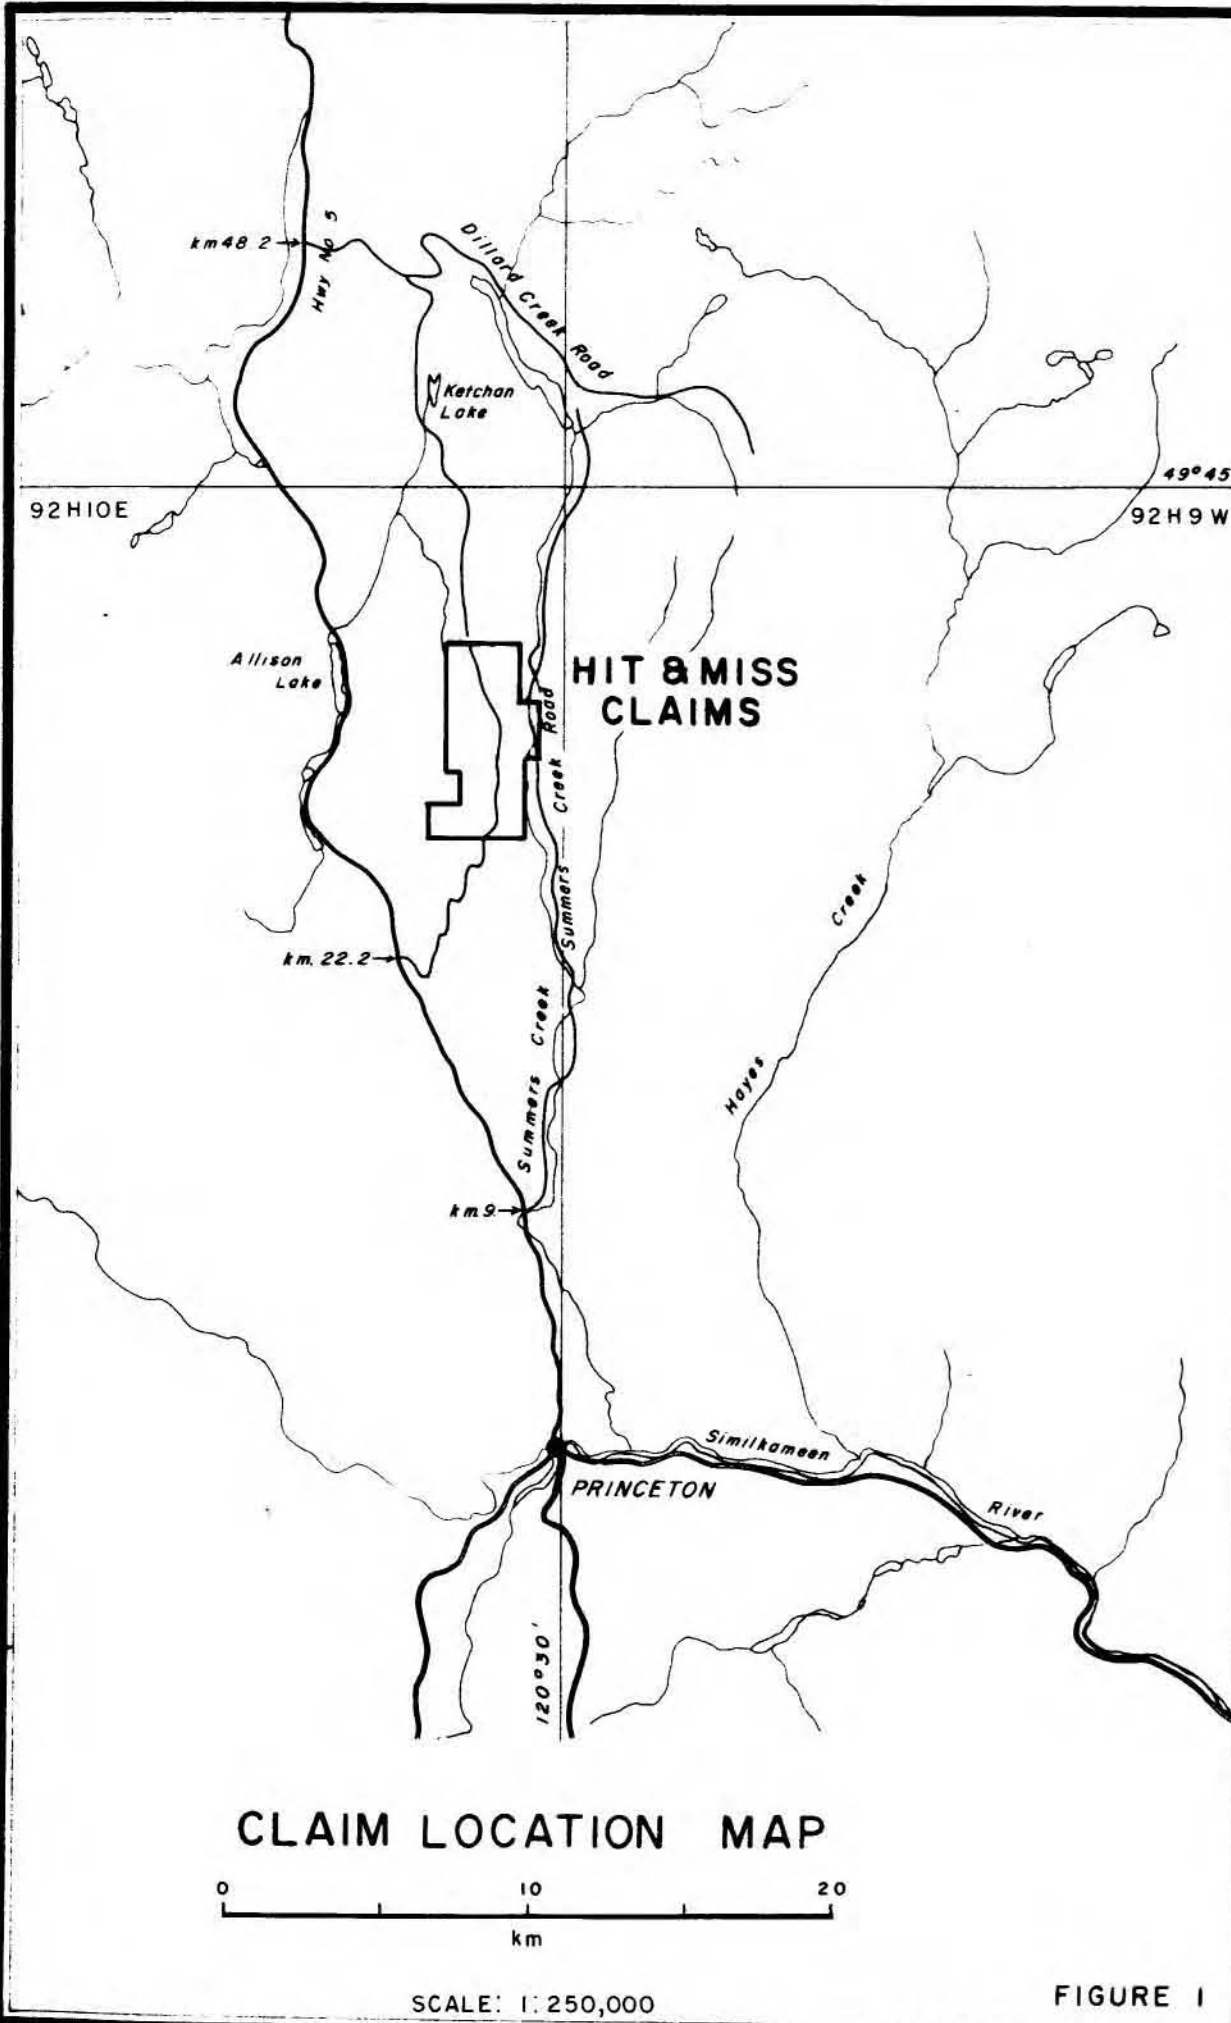 km 48 2
Hwy No 5
Dillard Creek Road
Ketchan
Lake
49°45
92H10E
92H9W
Allison
Lake
HIT & MISS
CLAIMS
Summers Creek Road
Creek
Hayes
km. 22.2
Summers Creek
km 9
Similkameen
River
PRINCETON
120°30'
CLAIM LOCATION MAP
0 10 20
km
SCALE: 1:250,000
FIGURE 1